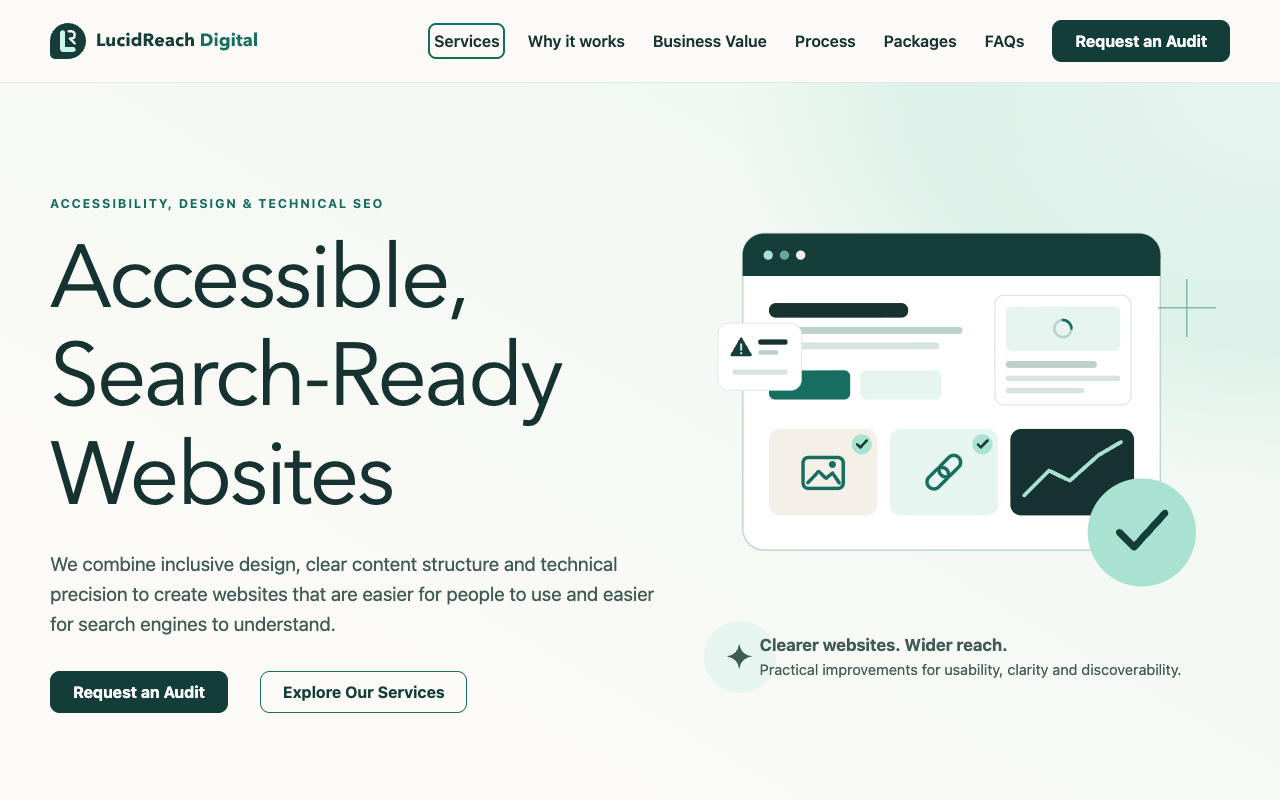 LucidReach Digital
Services
Why it works
Business Value
Process
Packages
FAQs
Request an Audit
ACCESSIBILITY, DESIGN & TECHNICAL SEO
Accessible,
Search-Ready
Websites
We combine inclusive design, clear content structure and technical
precision to create websites that are easier for people to use and easier
for search engines to understand.
Request an Audit
Explore Our Services
Clearer websites. Wider reach.
Practical improvements for usability, clarity and discoverability.